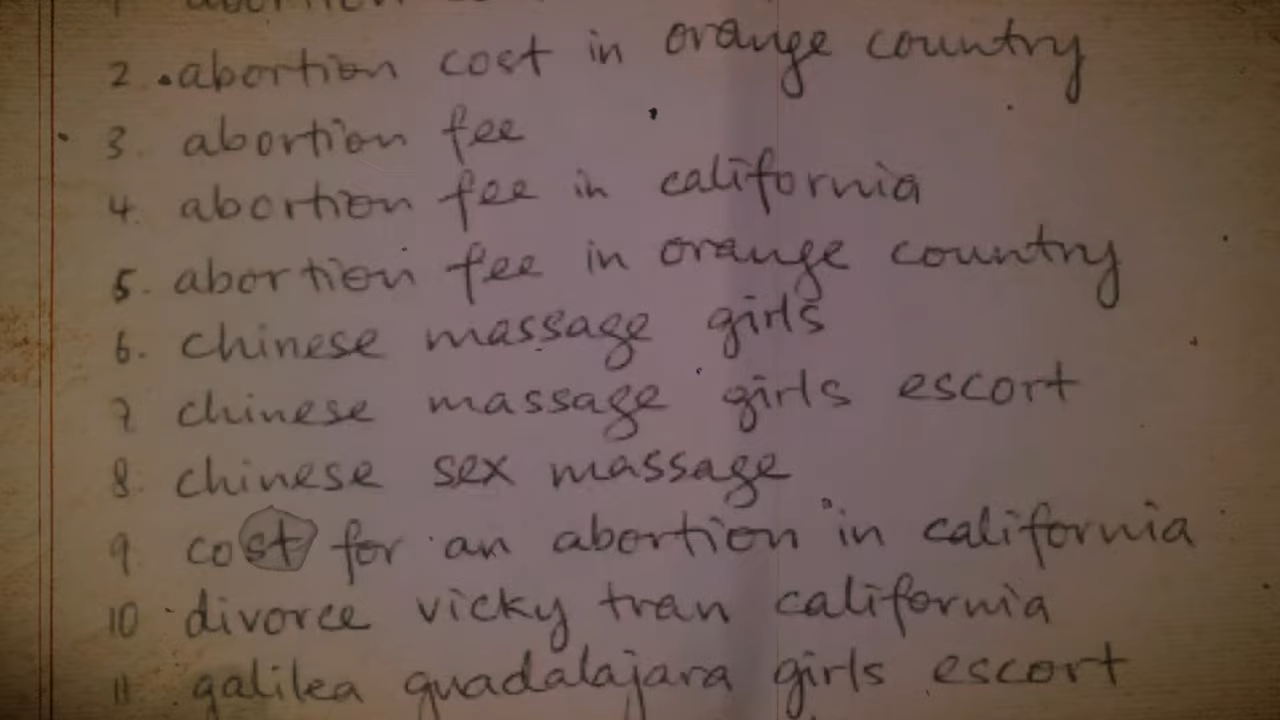 2. abortion cost in orange country
3. abortion fee
4. abortion fee in california
5. abortion fee in orange country
6. chinese massage girls
7 chinese massage girls escort
8. chinese sex massage
9. cost for an abortion in california
10 divorce vicky tran california
11 galilea guadalajara girls escort